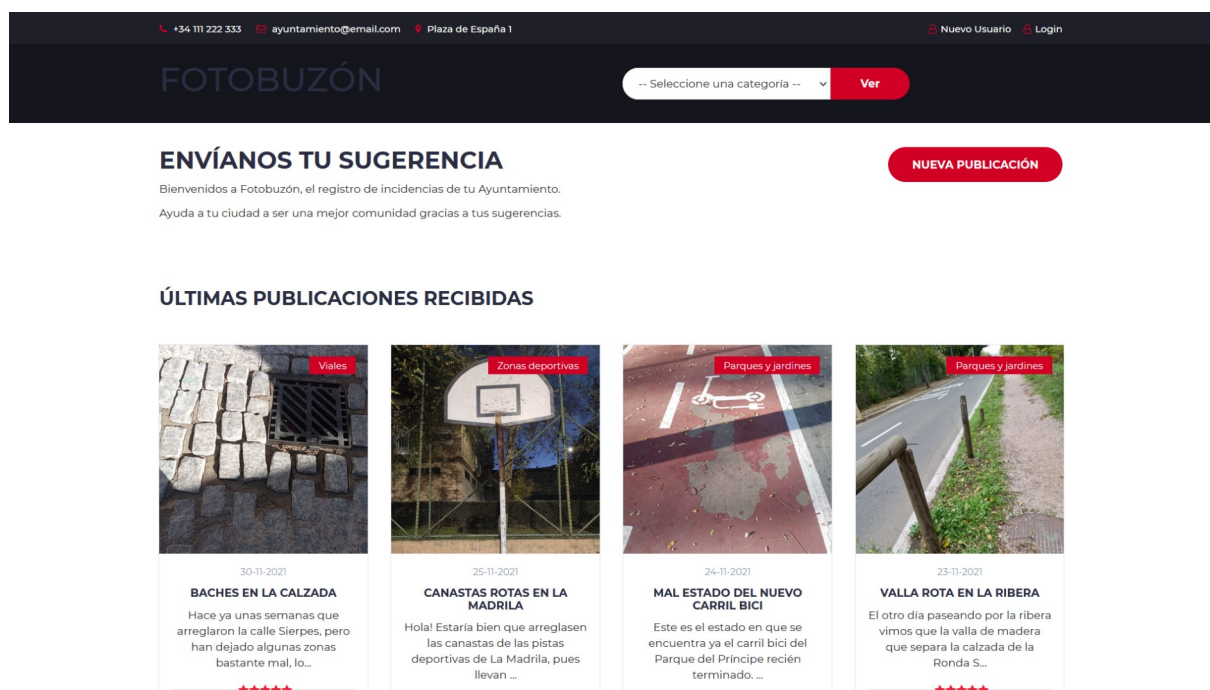 +34 111 222 333 ayuntamiento@email.com Plaza de España 1 Nuevo Usuario Login
FOTOBUZÓN
-- Seleccione una categoría -- Ver
ENVÍANOS TU SUGERENCIA
NUEVA PUBLICACIÓN
Bienvenidos a Fotobuzón, el registro de incidencias de tu Ayuntamiento.
Ayuda a tu ciudad a ser una mejor comunidad gracias a tus sugerencias.
ÚLTIMAS PUBLICACIONES RECIBIDAS
Viales
30-11-2021
BACHES EN LA CALZADA
Hace ya unas semanas que
arreglaron la calle Sierpes, pero
han dejado algunas zonas
bastante mal, lo...
Zonas deportivas
25-11-2021
CANASTAS ROTAS EN LA
MADRILA
Hola! Estaría bien que arreglasen
las canastas de las pistas
deportivas de La Madrila, pues
llevan ...
Parques y jardines
24-11-2021
MAL ESTADO DEL NUEVO
CARRIL BICI
Este es el estado en que se
encuentra ya el carril bici del
Parque del Príncipe recién
terminado. ...
Parques y jardines
23-11-2021
VALLA ROTA EN LA RIBERA
El otro día paseando por la ribera
vimos que la valla de madera
que separa la calzada de la
Ronda S...